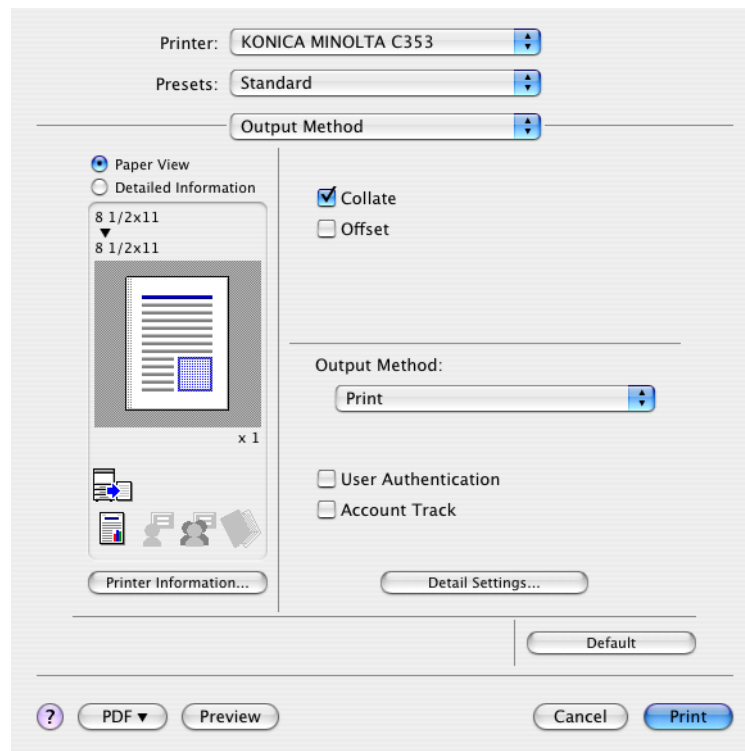 Printer: KONICA MINOLTA C353
Presets: Standard
Output Method
Paper View
Detailed Information
8 1/2x11
8 1/2x11
x 1
Printer Information...
Collate
Offset
Output Method:
Print
User Authentication
Account Track
Detail Settings...
Default
? PDF Preview Cancel Print